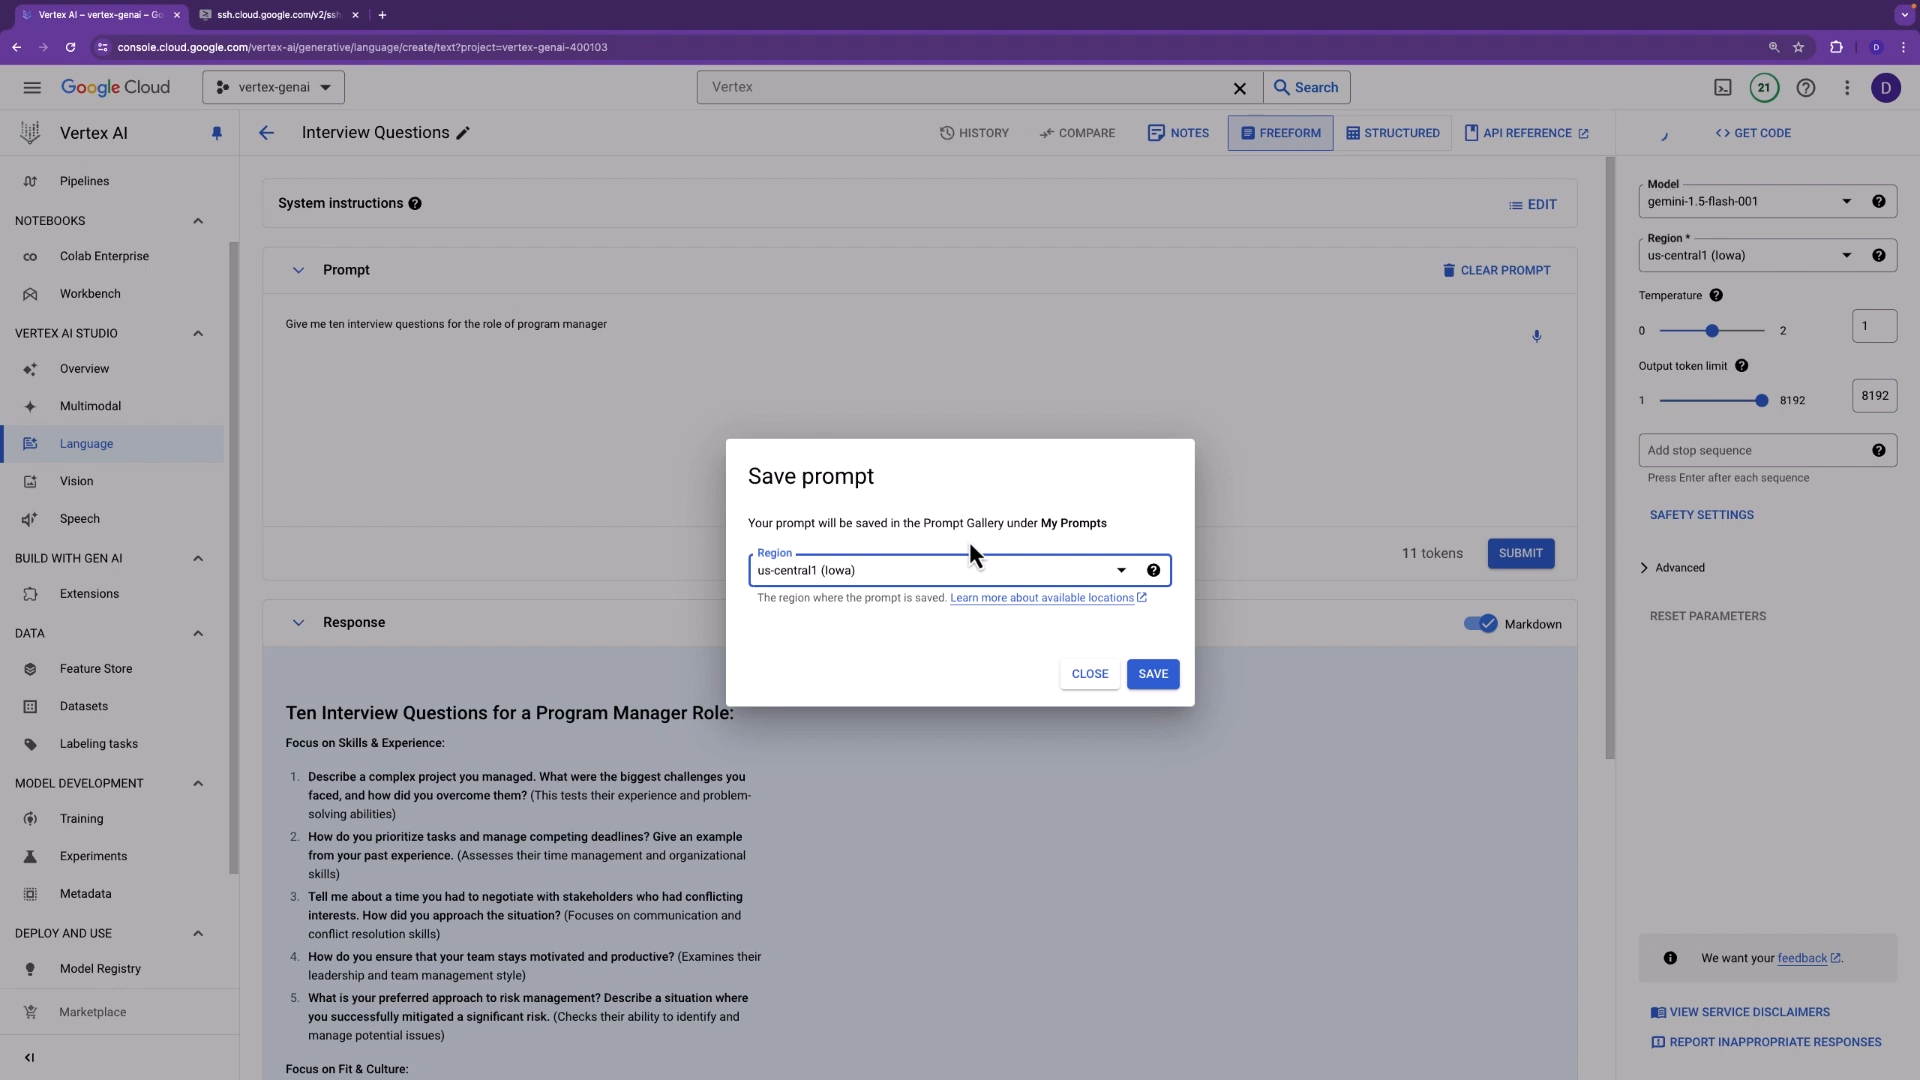 Vertex AI – vertex-genai – Go
ssh.cloud.google.com/v2/ssh
console.cloud.google.com/vertex-ai/generative/language/create/text?project=vertex-genai-400103
D
Google Cloud
vertex-genai
Vertex
Search
21
D
Vertex AI
Interview Questions
HISTORY
COMPARE
NOTES
FREEFORM
STRUCTURED
API REFERENCE
<> GET CODE
Pipelines
NOTEBOOKS
Colab Enterprise
Workbench
VERTEX AI STUDIO
Overview
Multimodal
Language
Vision
Speech
BUILD WITH GEN AI
Extensions
DATA
Feature Store
Datasets
Labeling tasks
MODEL DEVELOPMENT
Training
Experiments
Metadata
DEPLOY AND USE
Model Registry
Marketplace
System instructions
EDIT
Prompt
CLEAR PROMPT
Give me ten interview questions for the role of program manager
11 tokens
SUBMIT
Response
Markdown
Ten Interview Questions for a Program Manager Role:
Focus on Skills & Experience:
1. Describe a complex project you managed. What were the biggest challenges you
faced, and how did you overcome them? (This tests their experience and problem-
solving abilities)
2. How do you prioritize tasks and manage competing deadlines? Give an example
from your past experience. (Assesses their time management and organizational
skills)
3. Tell me about a time you had to negotiate with stakeholders who had conflicting
interests. How did you approach the situation? (Focuses on communication and
conflict resolution skills)
4. How do you ensure that your team stays motivated and productive? (Examines their
leadership and team management style)
5. What is your preferred approach to risk management? Describe a situation where
you successfully mitigated a significant risk. (Checks their ability to identify and
manage potential issues)
Focus on Fit & Culture:
Save prompt
Your prompt will be saved in the Prompt Gallery under My Prompts
Region
us-central1 (Iowa)
The region where the prompt is saved. Learn more about available locations
CLOSE
SAVE
Model
gemini-1.5-flash-001
Region *
us-central1 (Iowa)
Temperature
0
2
1
Output token limit
1
8192
8192
Add stop sequence
Press Enter after each sequence
SAFETY SETTINGS
Advanced
RESET PARAMETERS
We want your feedback.
VIEW SERVICE DISCLAIMERS
REPORT INAPPROPRIATE RESPONSES